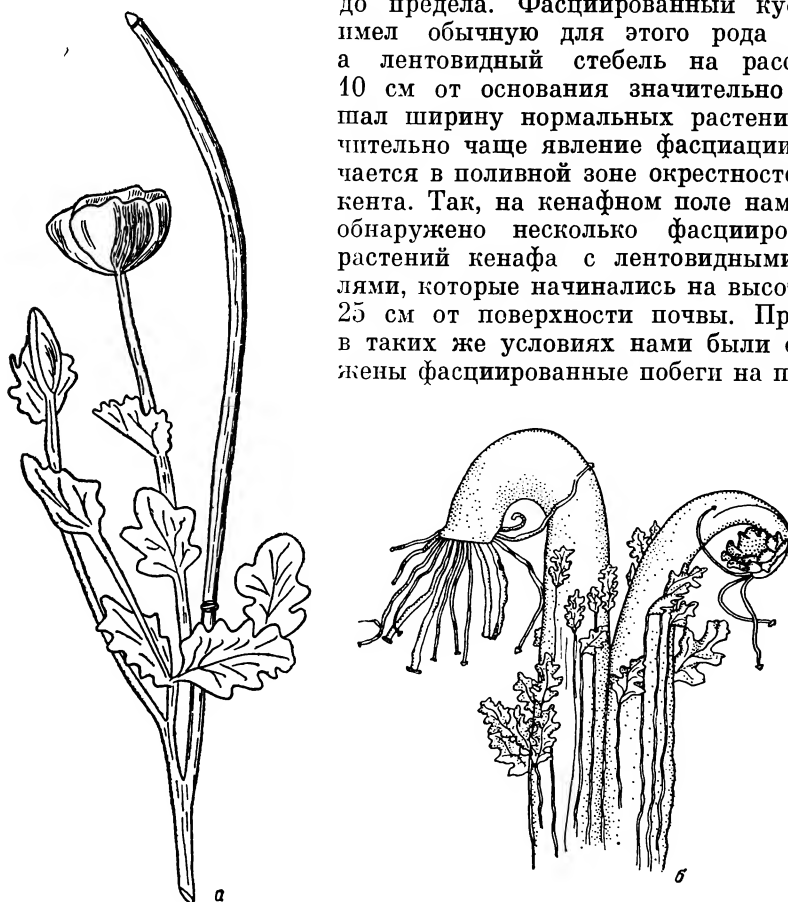 до предела. Фасциированный ку
имел обычную для этого рода
а лентовидный стебель на расс
10 см от основания значительно
шал ширину нормальных растени
чительно чаще явление фасциации
чается в поливной зоне окрестносте
кента. Так, на кенафном поле нам
обнаружено несколько фасцииро
растений кенафа с лентовидными
лями, которые начинались на высо
25 см от поверхности почвы. Пр
в таких же условиях нами были
жены фасциированные побеги на п
а
б